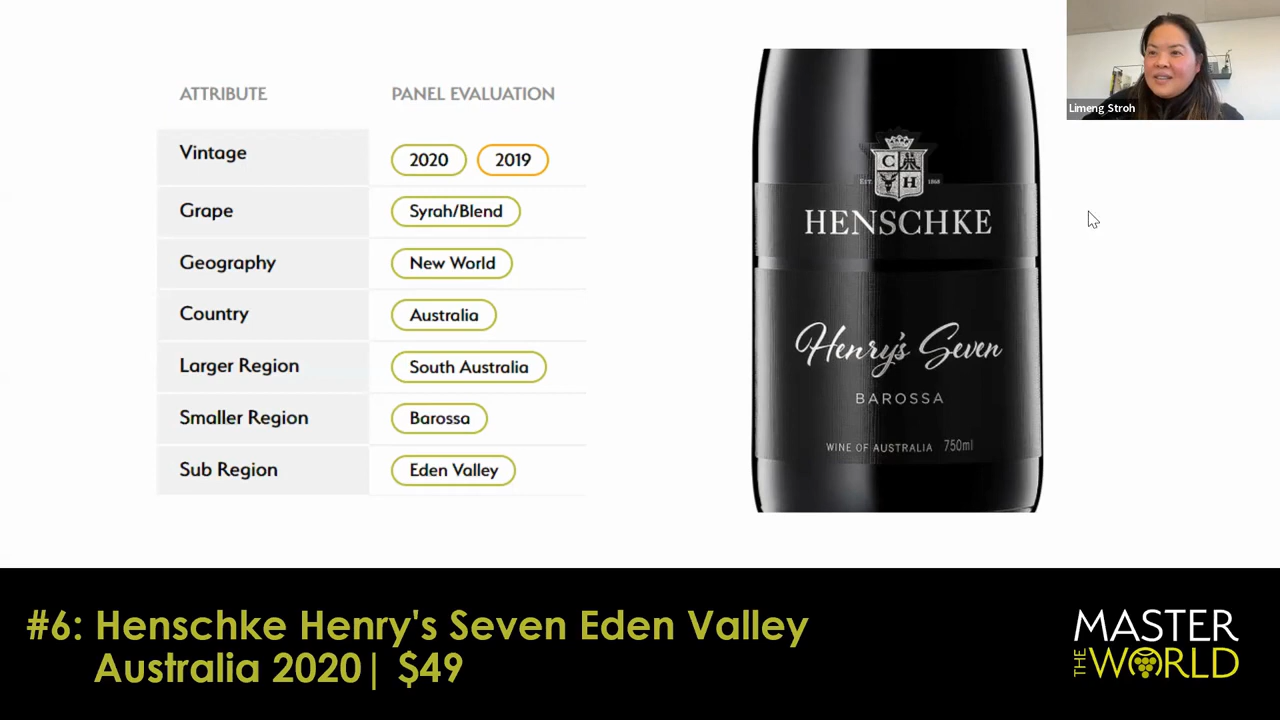 Limeng Stroh
ATTRIBUTE PANEL EVALUATION
Vintage 2020 2019
Grape Syrah/Blend
Geography New World
Country Australia
Larger Region South Australia
Smaller Region Barossa
Sub Region Eden Valley
C
H
EST. 1868
HENSCHKE
Henry's Seven
BAROSSA
WINE OF AUSTRALIA 750ml
#6: Henschke Henry's Seven Eden Valley
Australia 2020| $49
MASTER
THE WORLD